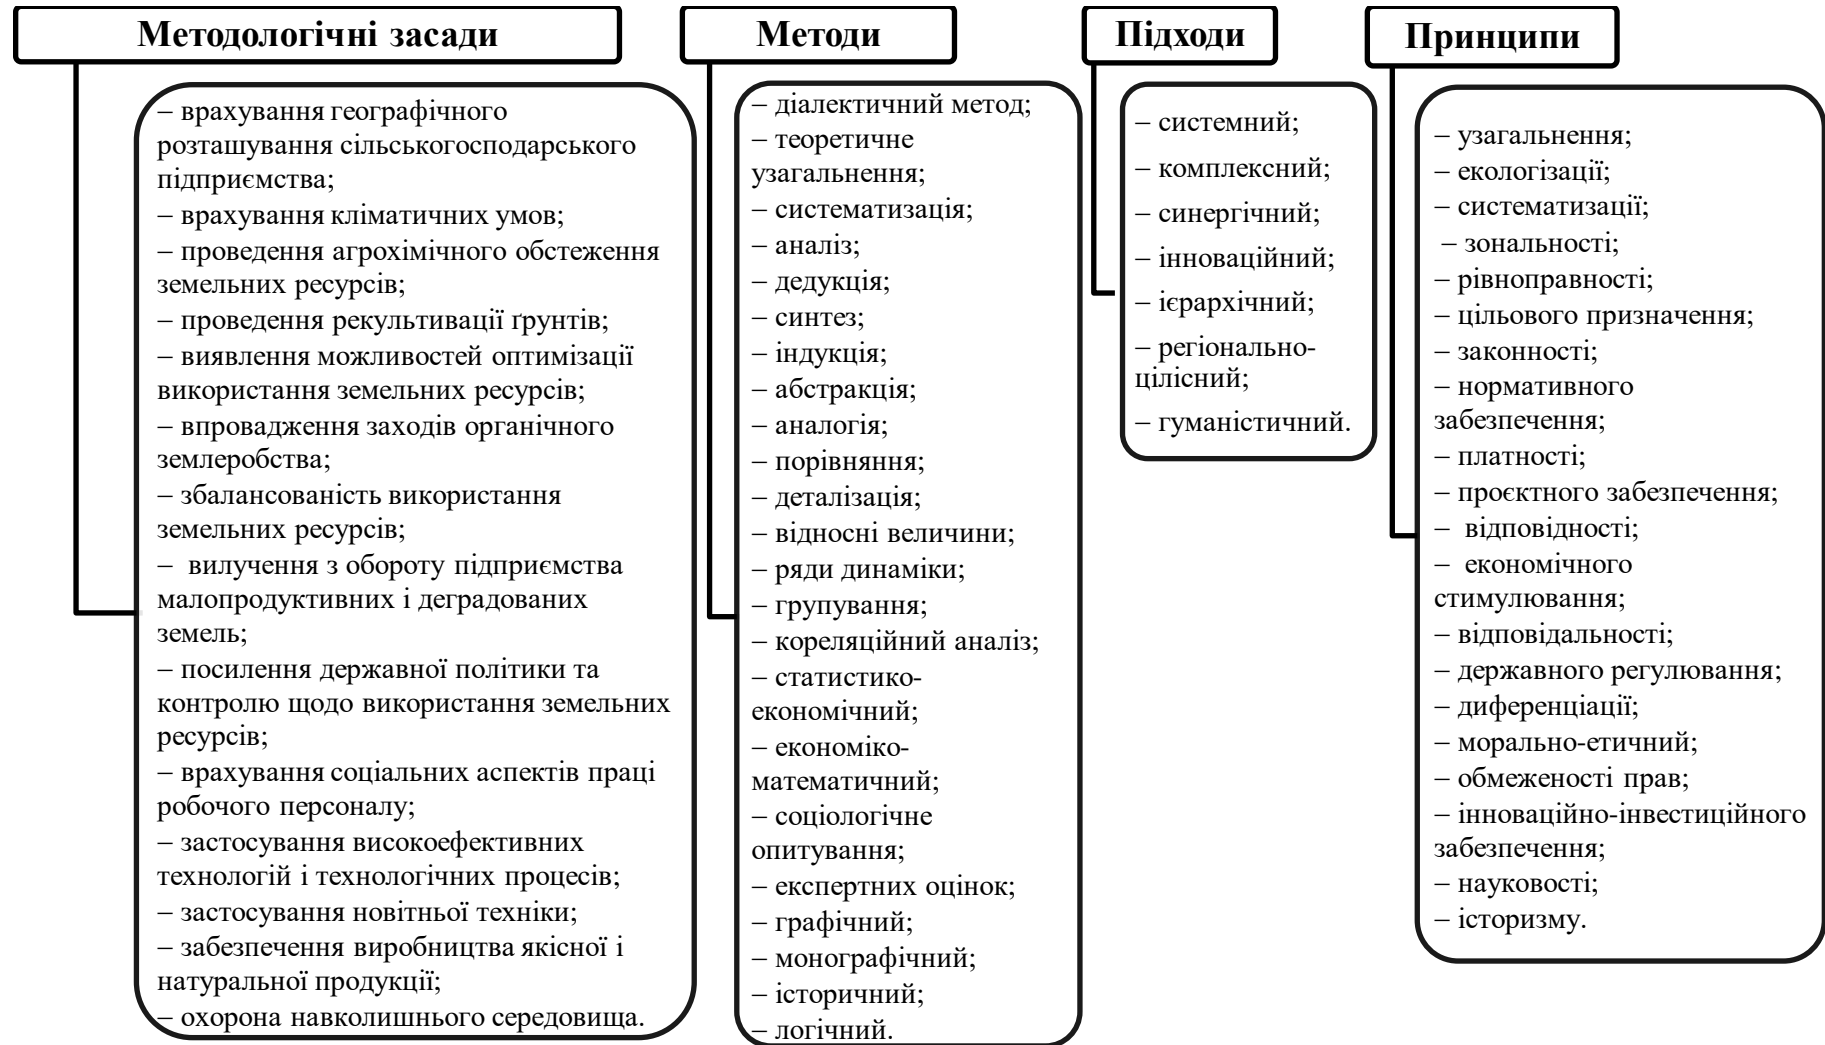 Методологічні засади
– врахування географічного
розташування сільськогосподарського
підприємства;
– врахування кліматичних умов;
– проведення агрохімічного обстеження
земельних ресурсів;
– проведення рекультивації ґрунтів;
– виявлення можливостей оптимізації
використання земельних ресурсів;
– впровадження заходів органічного
землеробства;
– збалансованість використання
земельних ресурсів;
– вилучення з обороту підприємства
малопродуктивних і деградованих
земель;
– посилення державної політики та
контролю щодо використання земельних
ресурсів;
– врахування соціальних аспектів праці
робочого персоналу;
– застосування високоефективних
технологій і технологічних процесів;
– застосування новітньої техніки;
– забезпечення виробництва якісної і
натуральної продукції;
– охорона навколишнього середовища.
Методи
– діалектичний метод;
– теоретичне
узагальнення;
– систематизація;
– аналіз;
– дедукція;
– синтез;
– індукція;
– абстракція;
– аналогія;
– порівняння;
– деталізація;
– відносні величини;
– ряди динаміки;
– групування;
– кореляційний аналіз;
– статистико-
економічний;
– економіко-
математичний;
– соціологічне
опитування;
– експертних оцінок;
– графічний;
– монографічний;
– історичний;
– логічний.
Підходи
– системний;
– комплексний;
– синергічний;
– інноваційний;
– ієрархічний;
– регіонально-
цілісний;
– гуманістичний.
Принципи
– узагальнення;
– екологізації;
– систематизації;
– зональності;
– рівноправності;
– цільового призначення;
– законності;
– нормативного
забезпечення;
– платності;
– проєктного забезпечення;
– відповідності;
– економічного
стимулювання;
– відповідальності;
– державного регулювання;
– диференціації;
– морально-етичний;
– обмеженості прав;
– інноваційно-інвестиційного
забезпечення;
– науковості;
– історизму.